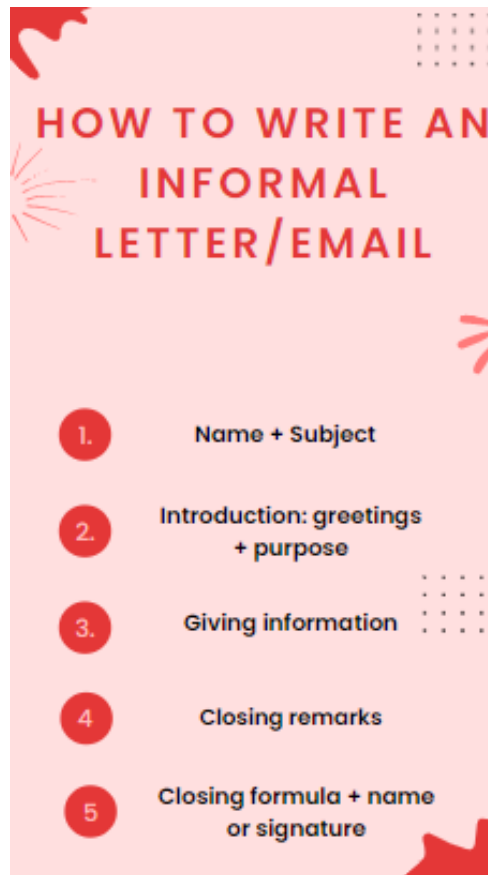 HOW TO WRITE AN
INFORMAL
LETTER/EMAIL
1. Name + Subject
2. Introduction: greetings
+ purpose
3. Giving information
4 Closing remarks
5 Closing formula + name
or signature